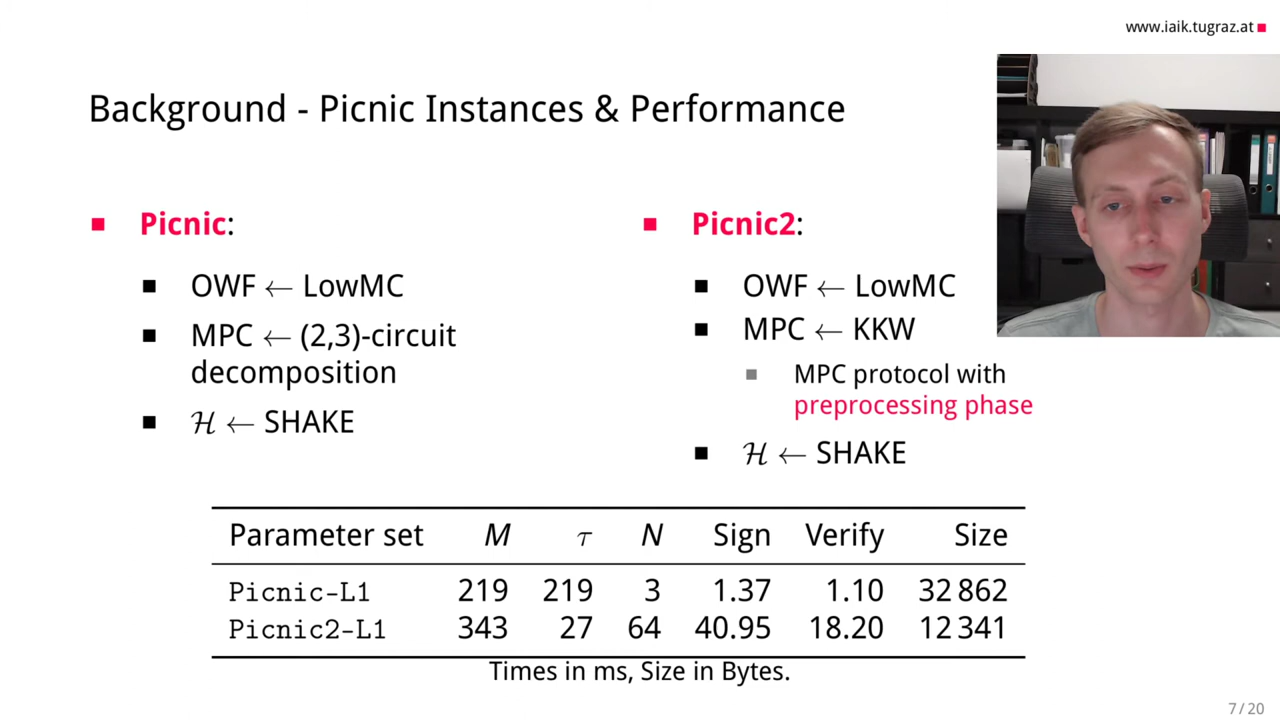 www.iaik.tugraz.at
Background - Picnic Instances & Performance
Picnic:
OWF ← LowMC
MPC ← (2,3)-circuit
decomposition
ℋ ← SHAKE
Picnic2:
OWF ← LowMC
MPC ← KKW
MPC protocol with
preprocessing phase
ℋ ← SHAKE
Parameter set M τ N Sign Verify Size
Picnic-L1 219 219 3 1.37 1.10 32 862
Picnic2-L1 343 27 64 40.95 18.20 12 341
Times in ms, Size in Bytes.
7 / 20